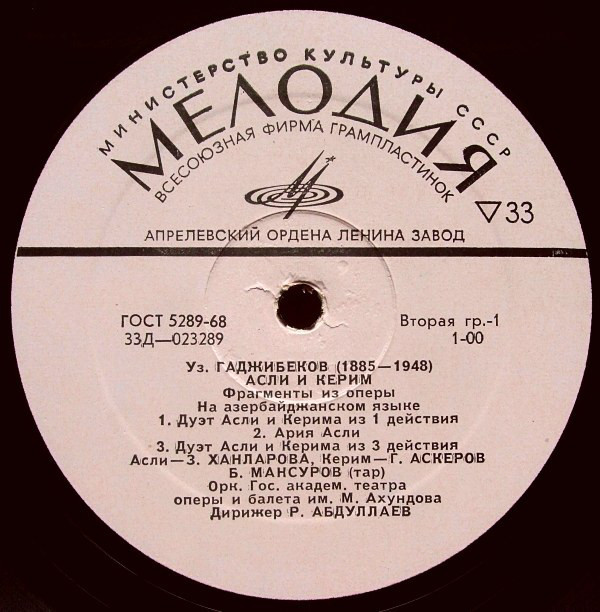 МИНИСТЕРСТВО КУЛЬТУРЫ СССР
МЕЛОДИЯ
ВСЕСОЮЗНАЯ ФИРМА ГРАМПЛАСТИНОК
33
АПРЕЛЕВСКИЙ ОРДЕНА ЛЕНИНА ЗАВОД
ГОСТ 5289-68
Вторая гр.-1
33Д—023289
1-00
Уз. ГАДЖИБЕКОВ (1885—1948)
АСЛИ И КЕРИМ
Фрагменты из оперы
На азербайджанском языке
1. Дуэт Асли и Керима из 1 действия
2. Ария Асли
3. Дуэт Асли и Керима из 3 действия
Асли—З. ХАНЛАРОВА, Керим—Г. АСКЕРОВ
Б. МАНСУРОВ (тар)
Орк. Гос. академ. театра
оперы и балета им. М. Ахундова
Дирижер Р. АБДУЛЛАЕВ